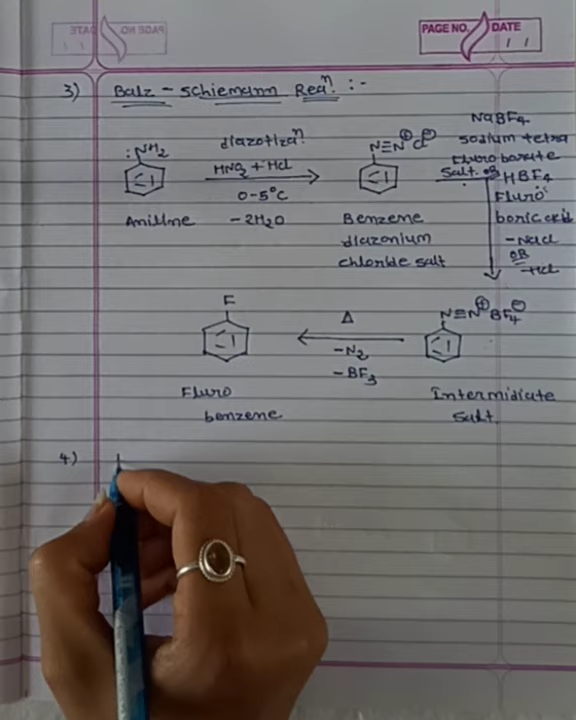 PAGE NO. DATE
/ /
3) Balz - Schiemann Reaⁿ. :-
:NH₂
diazotizaⁿ
HNO₂ + HCl
0-5°C
-2H₂O
Aniline
N≡N⊕ Cl⊖
Benzene
diazonium
chloride salt
NaBF₄
Sodium tetra
Fluroborate
Salt OR HBF₄
Fluro
boric acid
-NaCl
OR
-HCl
N≡N⊕ BF₄⊖
Intermidiate
Salt
Δ
-N₂
-BF₃
F
Fluro
benzene
4)